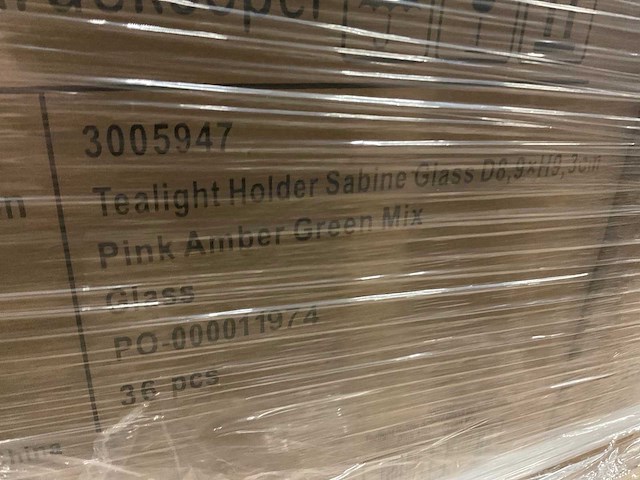 3005947
Tealight Holder Sabine Glass D8,9xH9,3cm
Pink Amber Green Mix
Glass
PO-000011974
36 pcs